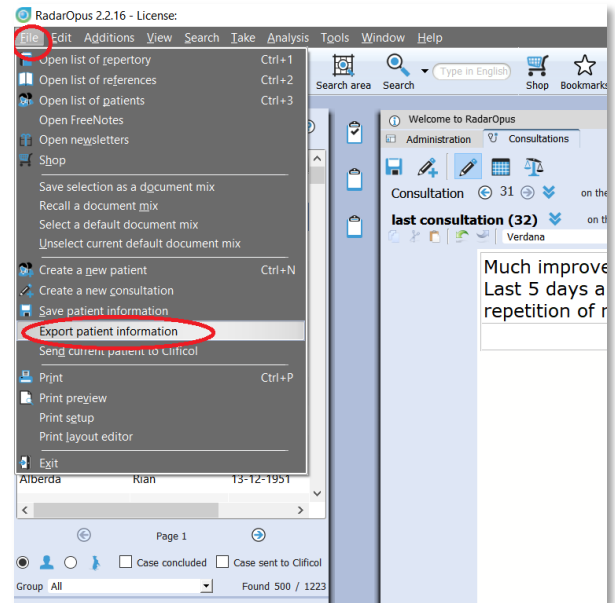 RadarOpus 2.2.16 - License:
File Edit Additions View Search Take Analysis Tools Window Help
Open list of repertory Ctrl+1
Open list of references Ctrl+2
Open list of patients Ctrl+3
Open FreeNotes
Open newsletters
Shop
Save selection as a document mix
Recall a document mix
Select a default document mix
Unselect current default document mix
Create a new patient Ctrl+N
Create a new consultation
Save patient information
Export patient information
Send current patient to Clificol
Print Ctrl+P
Print preview
Print setup
Print layout editor
Exit
Alberda Rian 13-12-1951
Page 1
Case concluded Case sent to Clificol
Group All Found 500 / 1223
Search area Search Type in English Shop Bookmarks
Welcome to RadarOpus
Administration Consultations
Consultation 31 on the
last consultation (32) on th
Verdana
Much improve
Last 5 days a
repetition of